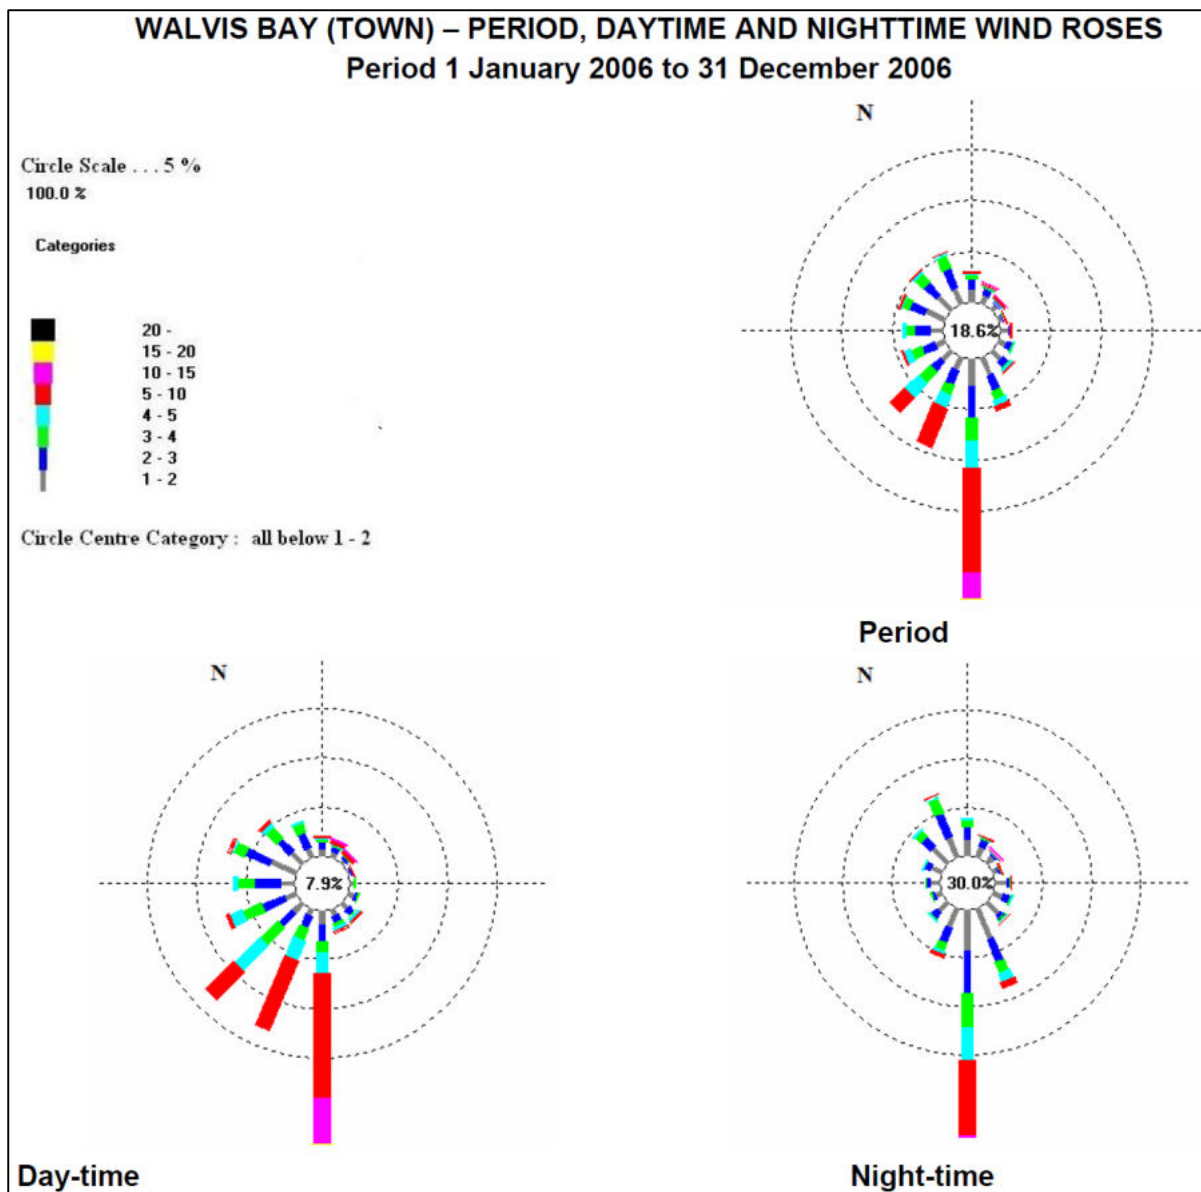 WALVIS BAY (TOWN) – PERIOD, DAYTIME AND NIGHTTIME WIND ROSES
Period 1 January 2006 to 31 December 2006
N
Circle Scale . . . 5 %
100.0 %
Categories
20 -
15 - 20
10 - 15
5 - 10
4 - 5
3 - 4
2 - 3
1 - 2
Circle Centre Category : all below 1 - 2
18.6%
Period
N
7.9%
Day-time
N
30.0%
Night-time